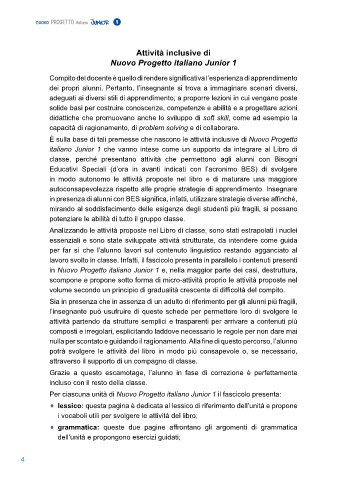 nuovo PROGETTO italiano Junior 1
Attività inclusive di
Nuovo Progetto italiano Junior 1
Compito del docente è quello di rendere significativa l'esperienza di apprendimento
dei propri alunni. Pertanto, l'insegnante si trova a immaginare scenari diversi,
adeguati ai diversi stili di apprendimento; a proporre lezioni in cui vengano poste
solide basi per costruire conoscenze, competenze e abilità e a progettare azioni
didattiche che promuovano anche lo sviluppo di soft skill, come ad esempio la
capacità di ragionamento, di problem solving e di collaborare.
È sulla base di tali premesse che nascono le attività inclusive di Nuovo Progetto
italiano Junior 1 che vanno intese come un supporto da integrare al Libro di
classe, perché presentano attività che permettono agli alunni con Bisogni
Educativi Speciali (d'ora in avanti indicati con l'acronimo BES) di svolgere
in modo autonomo le attività proposte nel libro e di maturare una maggiore
autoconsapevolezza rispetto alle proprie strategie di apprendimento. Insegnare
in presenza di alunni con BES significa, infatti, utilizzare strategie diverse affinché,
mirando al soddisfacimento delle esigenze degli studenti più fragili, si possano
potenziare le abilità di tutto il gruppo classe.
Analizzando le attività proposte nel Libro di classe, sono stati estrapolati i nuclei
essenziali e sono state sviluppate attività strutturate, da intendere come guida
per far sì che l'alunno lavori sul contenuto linguistico restando agganciato al
lavoro svolto in classe. Infatti, il fascicolo presenta in parallelo i contenuti presenti
in Nuovo Progetto italiano Junior 1 e, nella maggior parte dei casi, destruttura,
scompone e propone sotto forma di micro-attività proprio le attività proposte nel
volume secondo un principio di gradualità crescente di difficoltà del compito.
Sia in presenza che in assenza di un adulto di riferimento per gli alunni più fragili,
l'insegnante può usufruire di queste schede per permettere loro di svolgere le
attività partendo da strutture semplici e trasparenti per arrivare a contenuti più
composti e irregolari, esplicitando laddove necessario le regole per non dare mai
nulla per scontato e guidando il ragionamento. Alla fine di questo percorso, l'alunno
potrà svolgere le attività del libro in modo più consapevole o, se necessario,
attraverso il supporto di un compagno di classe.
Grazie a questo escamotage, l'alunno in fase di correzione è perfettamente
incluso con il resto della classe.
Per ciascuna unità di Nuovo Progetto italiano Junior 1 il fascicolo presenta:
♦ lessico: questa pagina è dedicata al lessico di riferimento dell'unità e propone
i vocaboli utili per svolgere le attività del libro;
♦ grammatica: queste due pagine affrontano gli argomenti di grammatica
dell'unità e propongono esercizi guidati;
4